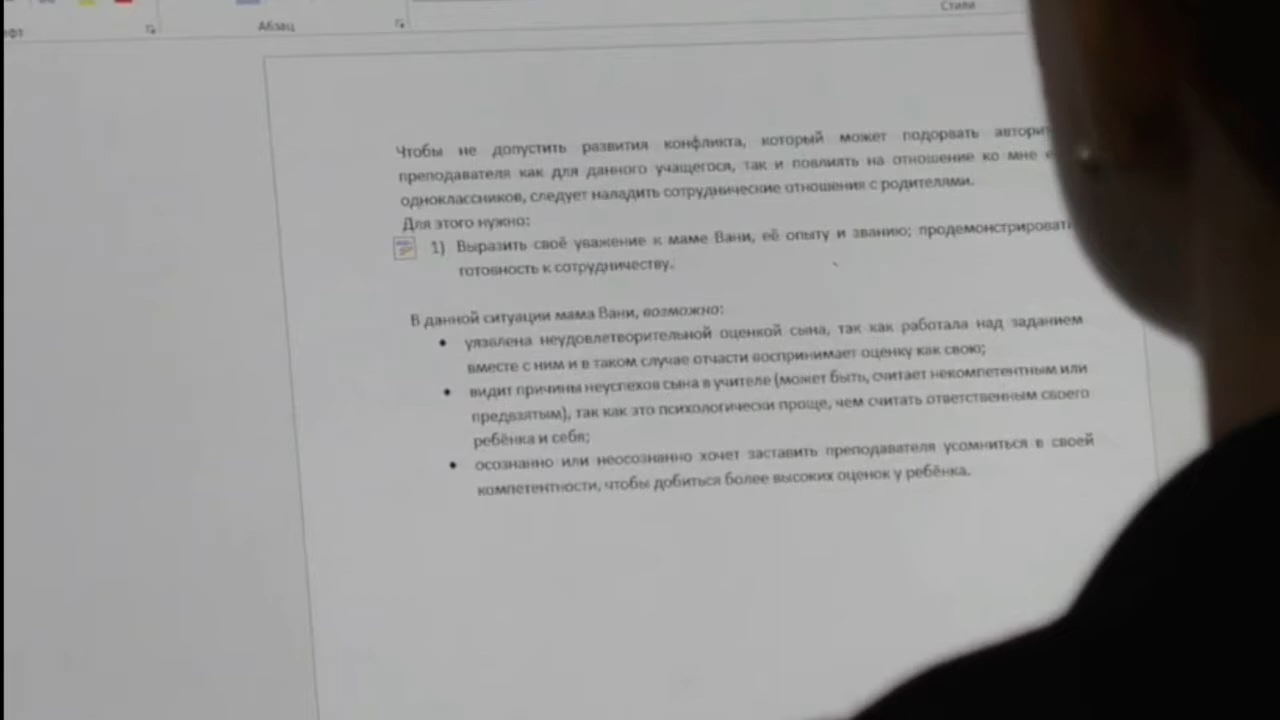 Абзац
Стили
Чтобы не допустить развития конфликта, который может подорвать
преподавателя как для данного учащегося, так и повлиять на отношение ко мне
одноклассников, следует наладить сотруднические отношения с родителями.
Для этого нужно:
1) Выразить своё уважение к маме Вани, её опыту и званию; продемонстрировать
готовность к сотрудничеству.
В данной ситуации мама Вани, возможно:
• уязвлена неудовлетворительной оценкой сына, так как работала над заданием
вместе с ним и в таком случае отчасти воспринимает оценку как свою;
• видит причины неуспехов сына в учителе (может быть, считает некомпетентным или
предвзятым), так как это психологически проще, чем считать ответственным своего
ребёнка и себя;
• осознанно или неосознанно хочет заставить преподавателя усомниться в своей
компетентности, чтобы добиться более высоких оценок у ребёнка.